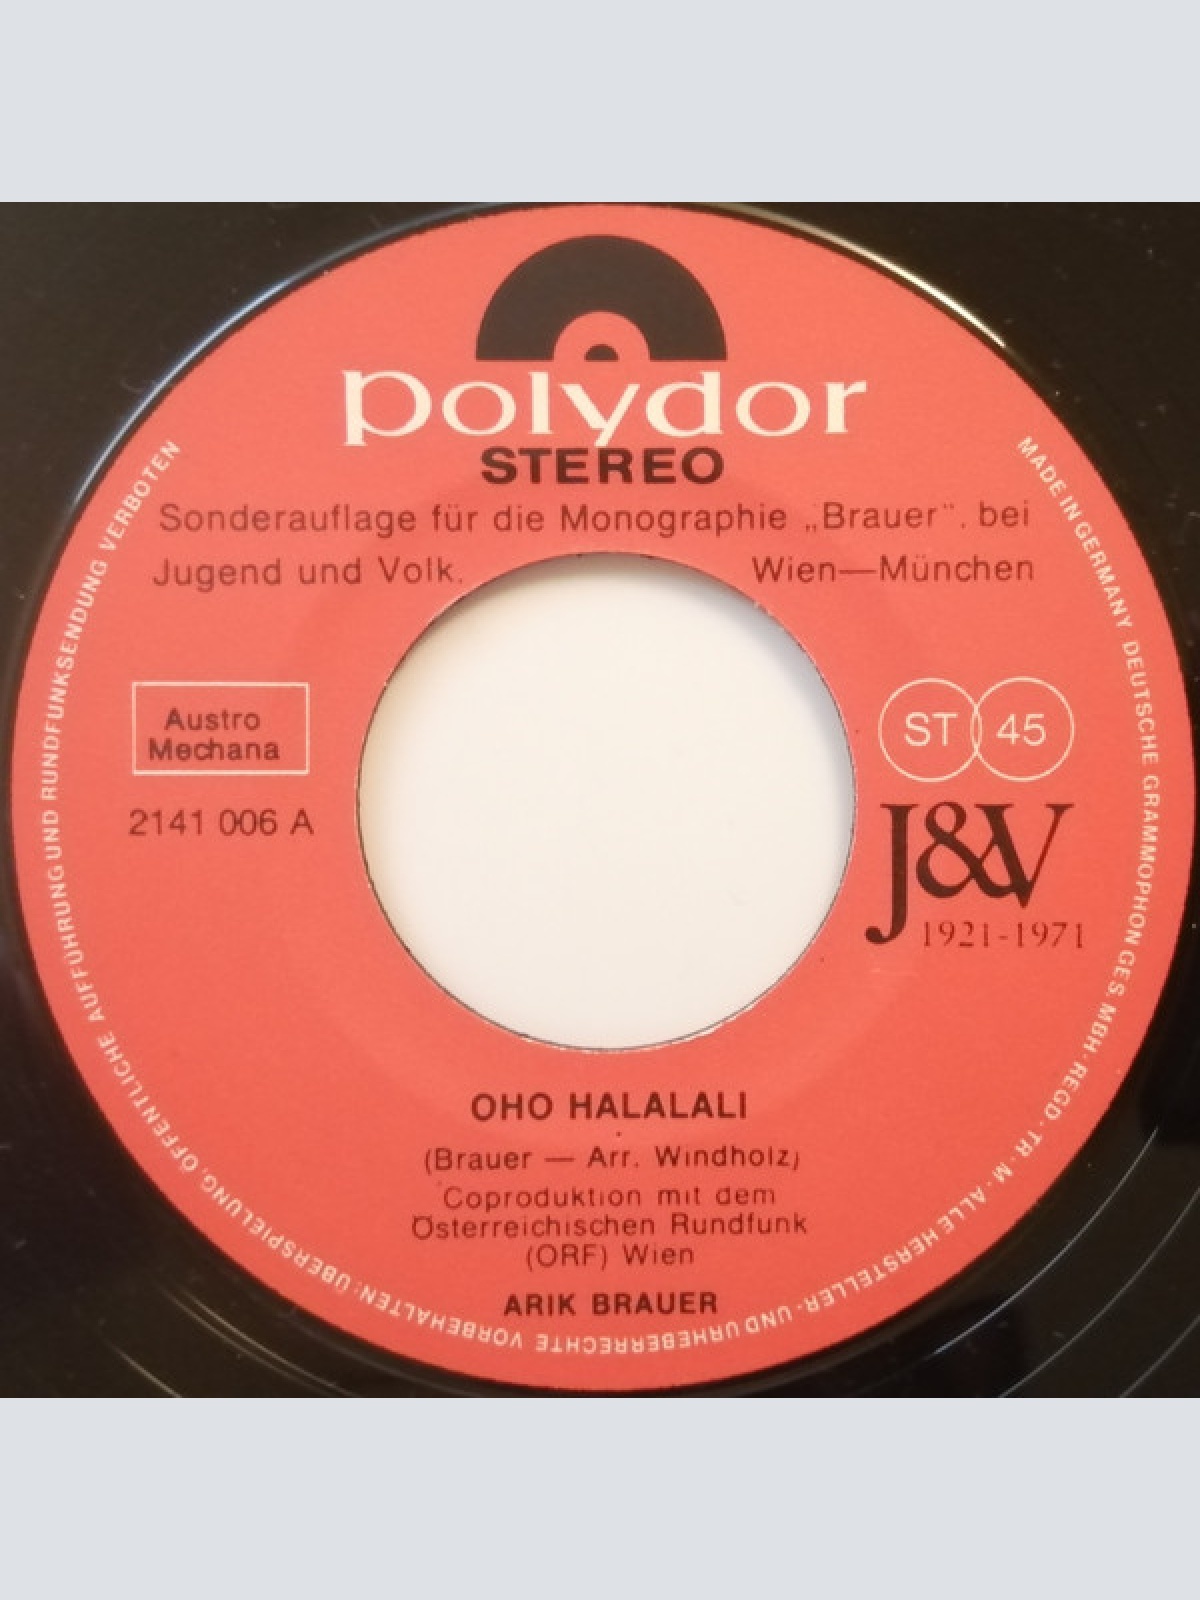 polydor
STEREO
Sonderauflage für die Monographie „Brauer“. bei
Jugend und Volk. Wien—München
Austro
Mechana
2141 006 A
ST 45
J&V
1921-1971
OHO HALALALI
(Brauer — Arr. Windholz)
Coproduktion mit dem
Österreichischen Rundfunk
(ORF) Wien
ARIK BRAUER
MADE IN GERMANY DEUTSCHE GRAMMOPHON GES. MBH · REGD · TR · M · ALLE HERSTELLER- UND URHEBERRECHTE VORBEHALTEN: ÜBERSPIELUNG, ÖFFENTLICHE AUFFÜHRUNG UND RUNDFUNKSENDUNG VERBOTEN